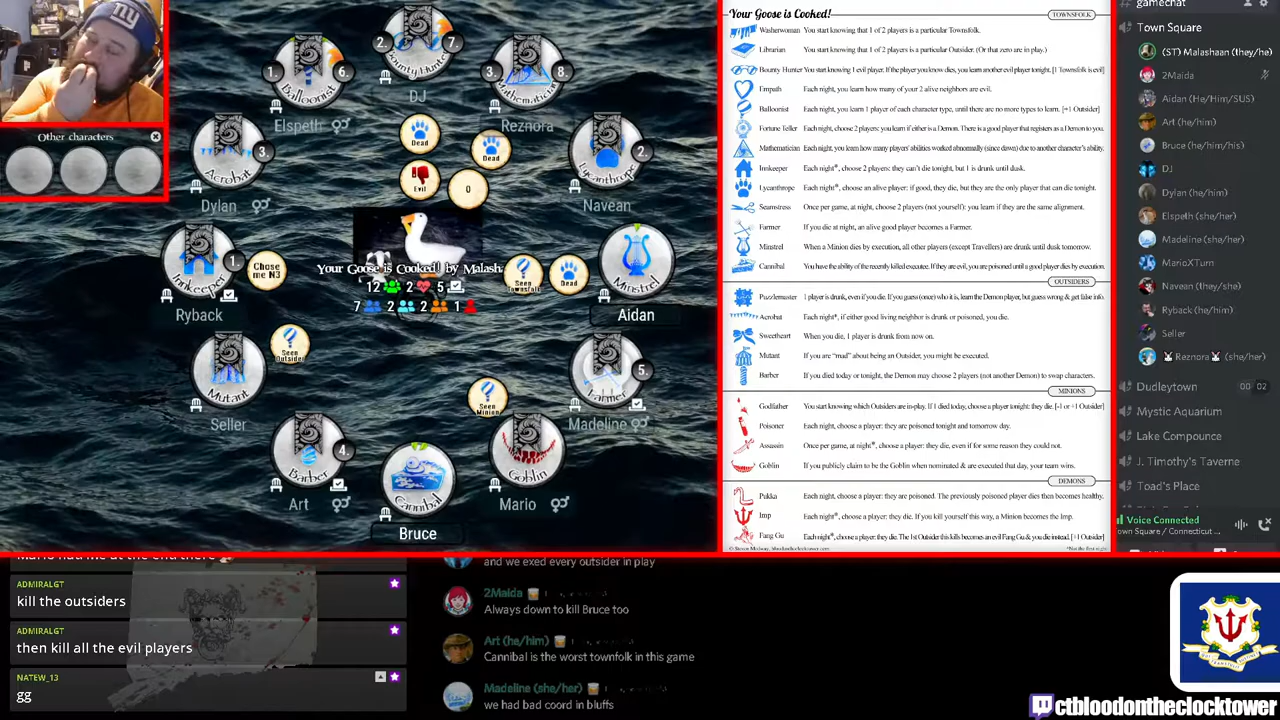 Other characters
1.
6.
Balloonist
Elspeth
2.
7.
Bounty Hunter
DJ
3.
8.
Mathematician
Reznora
Acrobat
3
Dylan
Dead
Dead
Evil
0
2.
Lycanthrope
Navean
Innkeeper
1
Ryback
Chose me N3
Your Goose is Cooked! by Malash
12 2 5
7 2 2 1
Seen Townsfolk
Dead
Minstrel
Aidan
Seen Outsider
Mutant
Seller
Seen Minion
Farmer
5.
Madeline
Barber
4.
Art
Cannibal
Bruce
Goblin
Mario
Your Goose is Cooked!
TOWNSFOLK
Washerwoman You start knowing that 1 of 2 players is a particular Townsfolk.
Librarian You start knowing that 1 of 2 players is a particular Outsider. (Or that zero are in play.)
Bounty Hunter You start knowing 1 evil player. If the player you know dies, you learn another evil player tonight. [1 Townsfolk is evil]
Empath Each night, you learn how many of your 2 alive neighbors are evil.
Balloonist Each night, you learn 1 player of each character type, until there are no more types to learn. [+1 Outsider]
Fortune Teller Each night, choose 2 players: you learn if either is a Demon. There is a good player that registers as a Demon to you.
Mathematician Each night, you learn how many players' abilities worked abnormally (since dawn) due to another character's ability.
Innkeeper Each night*, choose 2 players: they can't die tonight, but 1 is drunk until dusk.
Lycanthrope Each night*, choose an alive player: if good, they die, but they are the only player that can die tonight.
Seamstress Once per game, at night, choose 2 players (not yourself): you learn if they are the same alignment.
Farmer If you die at night, an alive good player becomes a Farmer.
Minstrel When a Minion dies by execution, all other players (except Travellers) are drunk until dusk tomorrow.
Cannibal You have the ability of the recently killed executee. If they are evil, you are poisoned until a good player dies by execution.
OUTSIDERS
Puzzlemaster 1 player is drunk, even if you die. If you guess (once) who it is, learn the Demon player, but guess wrong & get false info.
Acrobat Each night*, if either good living neighbor is drunk or poisoned, you die.
Sweetheart When you die, 1 player is drunk from now on.
Mutant If you are "mad" about being an Outsider, you might be executed.
Barber If you died today or tonight, the Demon may choose 2 players (not another Demon) to swap characters.
MINIONS
Godfather You start knowing which Outsiders are in-play. If 1 died today, choose a player tonight: they die. [-1 or +1 Outsider]
Poisoner Each night, choose a player: they are poisoned tonight and tomorrow day.
Assassin Once per game, at night*, choose a player: they die, even if for some reason they could not.
Goblin If you publicly claim to be the Goblin when nominated & are executed that day, your team wins.
DEMONS
Pukka Each night, choose a player: they are poisoned. The previously poisoned player dies then becomes healthy.
Imp Each night*, choose a player: they die. If you kill yourself this way, a Minion becomes the Imp.
Fang Gu Each night*, choose a player: they die. The 1st Outsider this kills becomes an evil Fang Gu & you die instead. [+1 Outsider]
*Not the first night
gamechat
Town Square
(ST) Malashaan (they/he)
2Maida
Aidan (He/Him/SUS)
Art (he/him)
Bruce (he/him/his)
DJ
Dylan (he/him)
Elspeth (she/her)
Madeline (she/her)
MarioXTurn
Navean (they/she)
Ryback (he/him)
Seller
Reznora (she/her)
Dudleytown 00 02
Mystic Aquarium
Lake Compounce
J. Timothy's Taverne
Toad's Place
Voice Connected
own Square / Connecticut ...
Mario had me at the end there
ADMIRALGT
kill the outsiders
ADMIRALGT
then kill all the evil players
NATEW_13
gg
and we exed every outsider in play
2Maida
Always down to kill Bruce too
Art (he/him)
Cannibal is the worst townfolk in this game
Madeline (she/her)
we had bad coord in bluffs
ctbloodontheclocktower